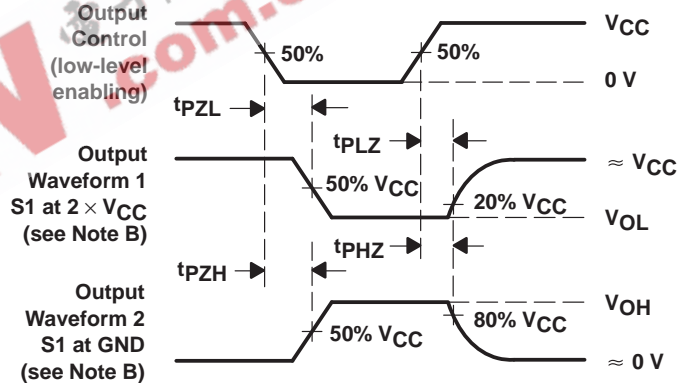 Output
Control
(low-level
enabling)
50%
50%
VCC
0 V
tPZL
tPLZ
Output
Waveform 1
S1 at 2 × VCC
(see Note B)
50% VCC
20% VCC
≈ VCC
VOL
tPZH
tPHZ
Output
Waveform 2
S1 at GND
(see Note B)
50% VCC
80% VCC
VOH
≈ 0 V
.com